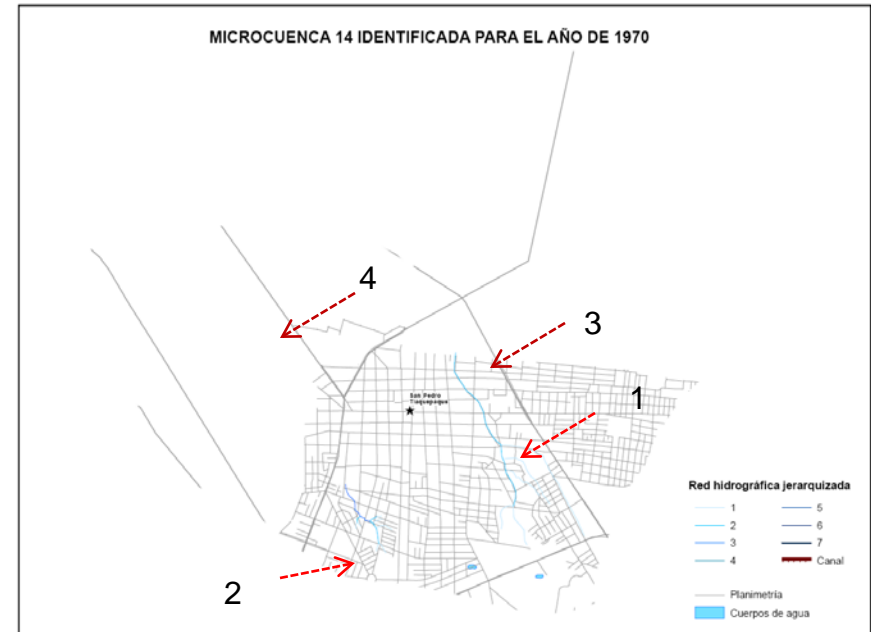 MICROCUENCA 14 IDENTIFICADA PARA EL AÑO DE 1970
4
3
1
San Pedro
Tlaquepaque
2
Red hidrográfica jerarquizada
1 5
2 6
3 7
4 Canal
Planimetría
Cuerpos de agua